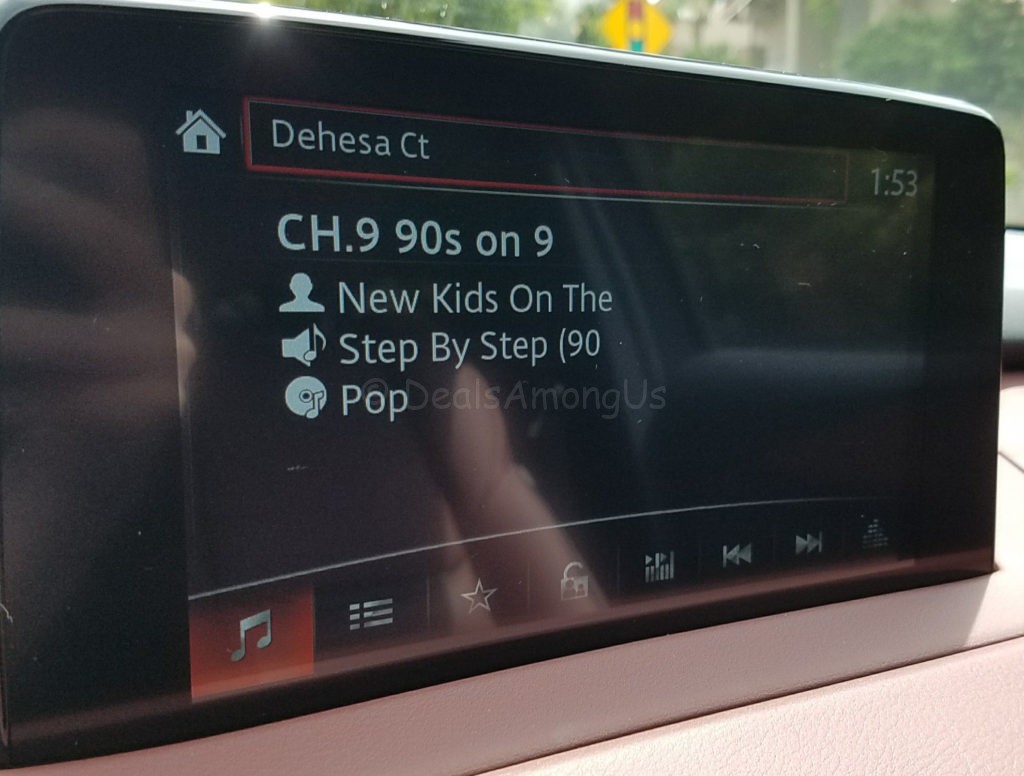 Dehesa Ct
1:53
CH.9 90s on 9
New Kids On The
Step By Step (90
Pop
© DealsAmongUs